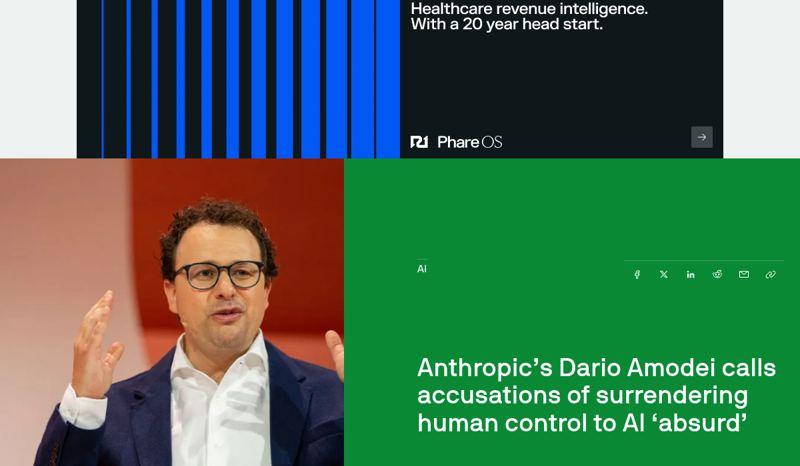 Healthcare revenue intelligence.
With a 20 year head start.
R1 Phare OS
AI
Anthropic’s Dario Amodei calls
accusations of surrendering
human control to AI ‘absurd’